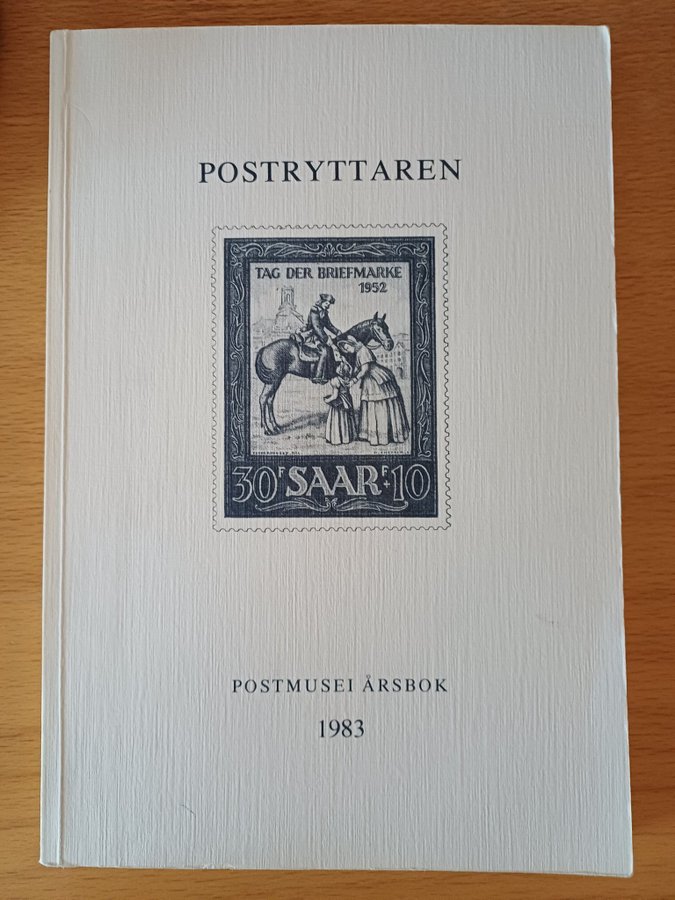 POSTRYTTAREN
TAG DER BRIEFMARKE
1952
30F SAAR F+10
POSTMUSEI ÅRSBOK
1983